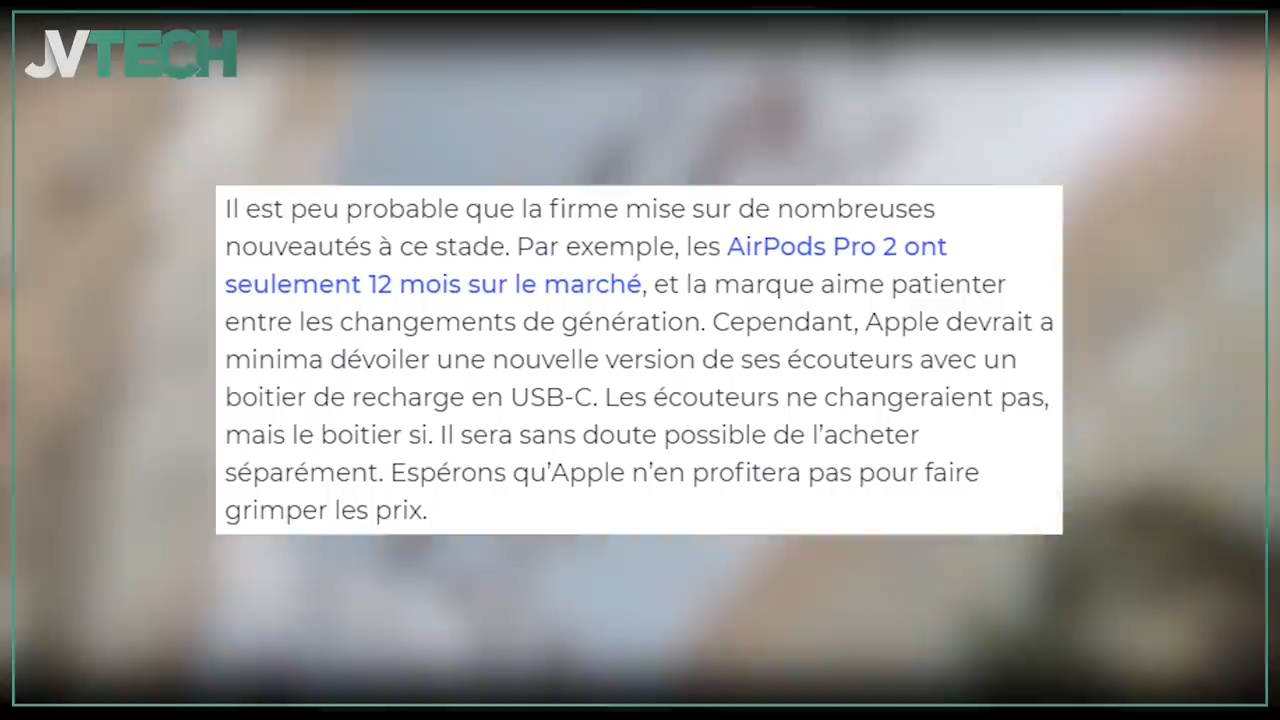 JVTECH
Il est peu probable que la firme mise sur de nombreuses
nouveautés à ce stade. Par exemple, les AirPods Pro 2 ont
seulement 12 mois sur le marché, et la marque aime patienter
entre les changements de génération. Cependant, Apple devrait a
minima dévoiler une nouvelle version de ses écouteurs avec un
boitier de recharge en USB-C. Les écouteurs ne changeraient pas,
mais le boitier si. Il sera sans doute possible de l’acheter
séparément. Espérons qu’Apple n’en profitera pas pour faire
grimper les prix.